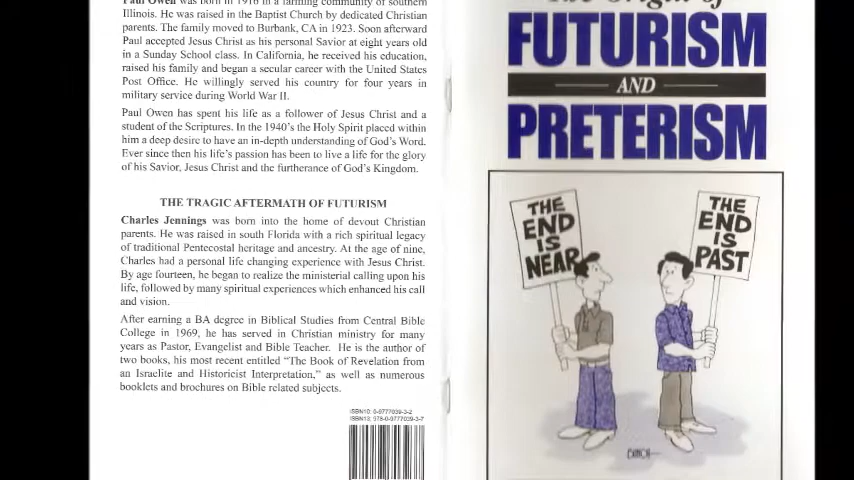 Paul Owen was born in 1916 in a farming community of southern
Illinois. He was raised in the Baptist Church by dedicated Christian
parents. The family moved to Burbank, CA in 1923. Soon afterward
Paul accepted Jesus Christ as his personal Savior at eight years old
in a Sunday School class. In California, he received his education,
raised his family and began a secular career with the United States
Post Office. He willingly served his country for four years in
military service during World War II.
Paul Owen has spent his life as a follower of Jesus Christ and a
student of the Scriptures. In the 1940's the Holy Spirit placed within
him a deep desire to have an in-depth understanding of God's Word.
Ever since then his life's passion has been to live a life for the glory
of his Savior, Jesus Christ and the furtherance of God's Kingdom.
THE TRAGIC AFTERMATH OF FUTURISM
Charles Jennings was born into the home of devout Christian
parents. He was raised in south Florida with a rich spiritual legacy
of traditional Pentecostal heritage and ancestry. At the age of nine,
Charles had a personal life changing experience with Jesus Christ.
By age fourteen, he began to realize the ministerial calling upon his
life, followed by many spiritual experiences which enhanced his call
and vision.
After earning a BA degree in Biblical Studies from Central Bible
College in 1969, he has served in Christian ministry for many
years as Pastor, Evangelist and Bible Teacher. He is the author of
two books, his most recent entitled “The Book of Revelation from
an Israelite and Historicist Interpretation,” as well as numerous
booklets and brochures on Bible related subjects.
ISBN10: 0-9777039-3-2
ISBN13: 978-0-9777039-3-7
The Origin of
FUTURISM
AND
PRETERISM
THE
END
IS
NEAR
THE
END
IS
PAST